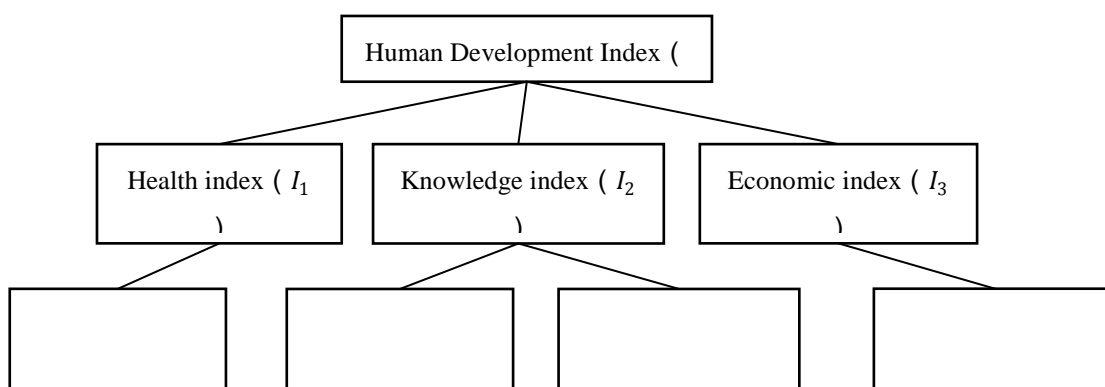 Human Development Index (
Health index ( I₁
)
Knowledge index ( I₂
)
Economic index ( I₃
)